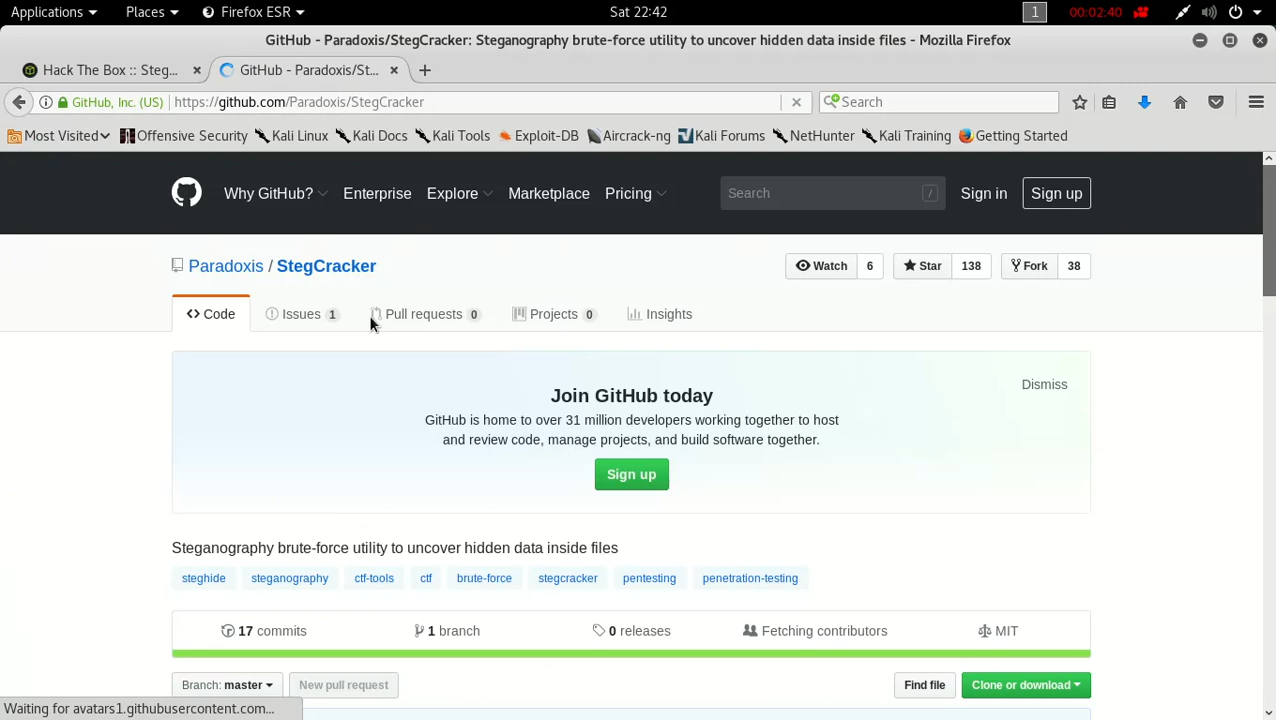 Applications Places Firefox ESR Sat 22:42 1 00:02:40
GitHub - Paradoxis/StegCracker: Steganography brute-force utility to uncover hidden data inside files - Mozilla Firefox
Hack The Box :: Steg... GitHub - Paradoxis/St...
GitHub, Inc. (US) https://github.com/Paradoxis/StegCracker Search
Most Visited Offensive Security Kali Linux Kali Docs Kali Tools Exploit-DB Aircrack-ng Kali Forums NetHunter Kali Training Getting Started
Why GitHub? Enterprise Explore Marketplace Pricing Search / Sign in Sign up
Paradoxis / StegCracker Watch 6 Star 138 Fork 38
Code Issues 1 Pull requests 0 Projects 0 Insights
Dismiss
Join GitHub today
GitHub is home to over 31 million developers working together to host
and review code, manage projects, and build software together.
Sign up
Steganography brute-force utility to uncover hidden data inside files
steghide steganography ctf-tools ctf brute-force stegcracker pentesting penetration-testing
17 commits 1 branch 0 releases Fetching contributors MIT
Branch: master New pull request Find file Clone or download
Waiting for avatars1.githubusercontent.com...